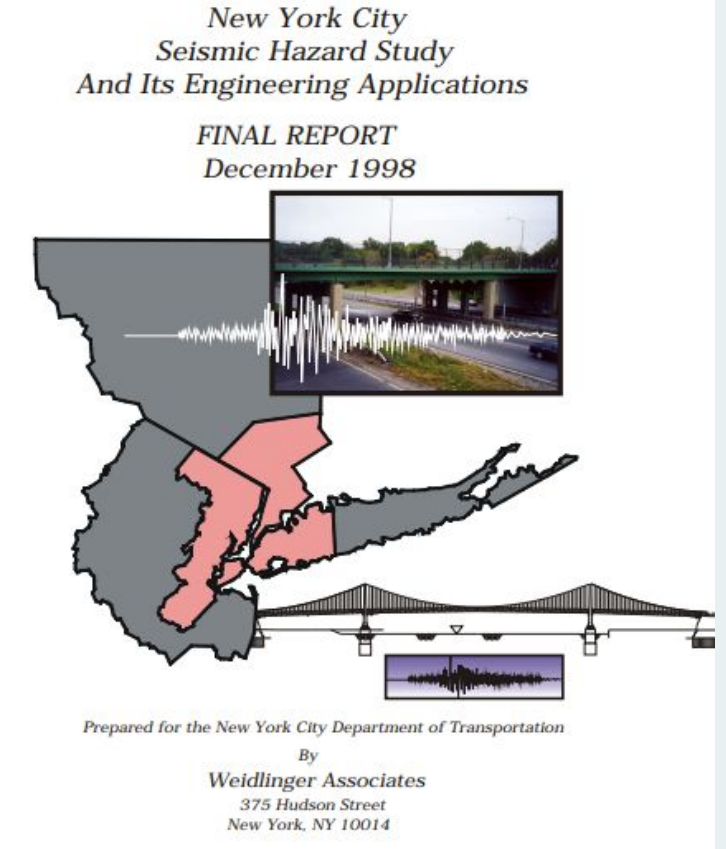 New York City
Seismic Hazard Study
And Its Engineering Applications
FINAL REPORT
December 1998
Prepared for the New York City Department of Transportation
By
Weidlinger Associates
375 Hudson Street
New York, NY 10014